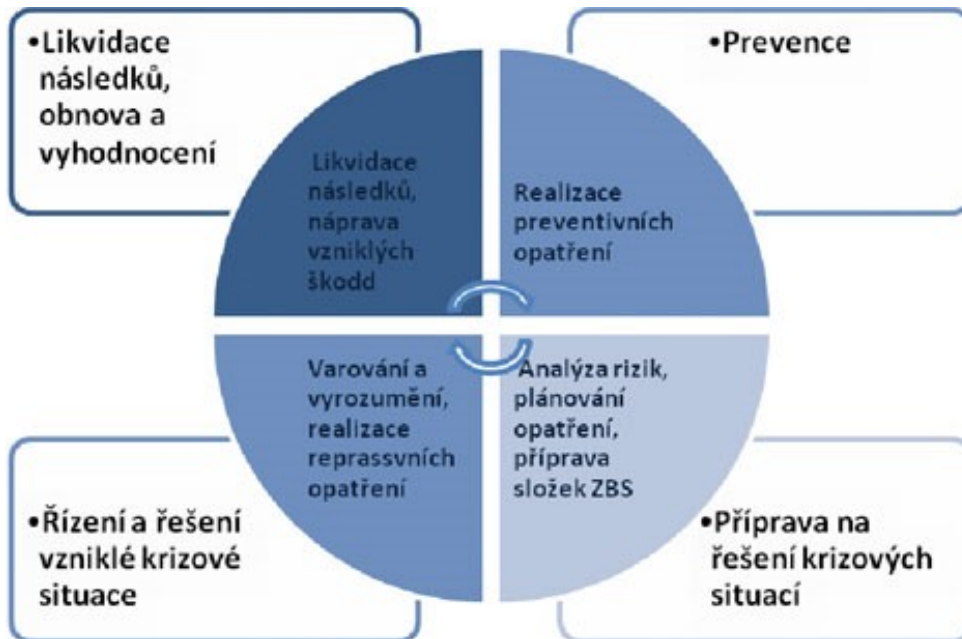 •Likvidace
následků,
obnova a
vyhodnocení
•Prevence
Likvidace
následků,
náprava
vzniklých
škodd
Realizace
preventivních
opatření
Varování a
vyrozumění,
realizace
reprassvních
opatření
Analýza rizik,
plánování
opatření,
příprava
složek ZBS
•Řízení a řešení
vzniklé krizové
situace
•Příprava na
řešení krizových
situací